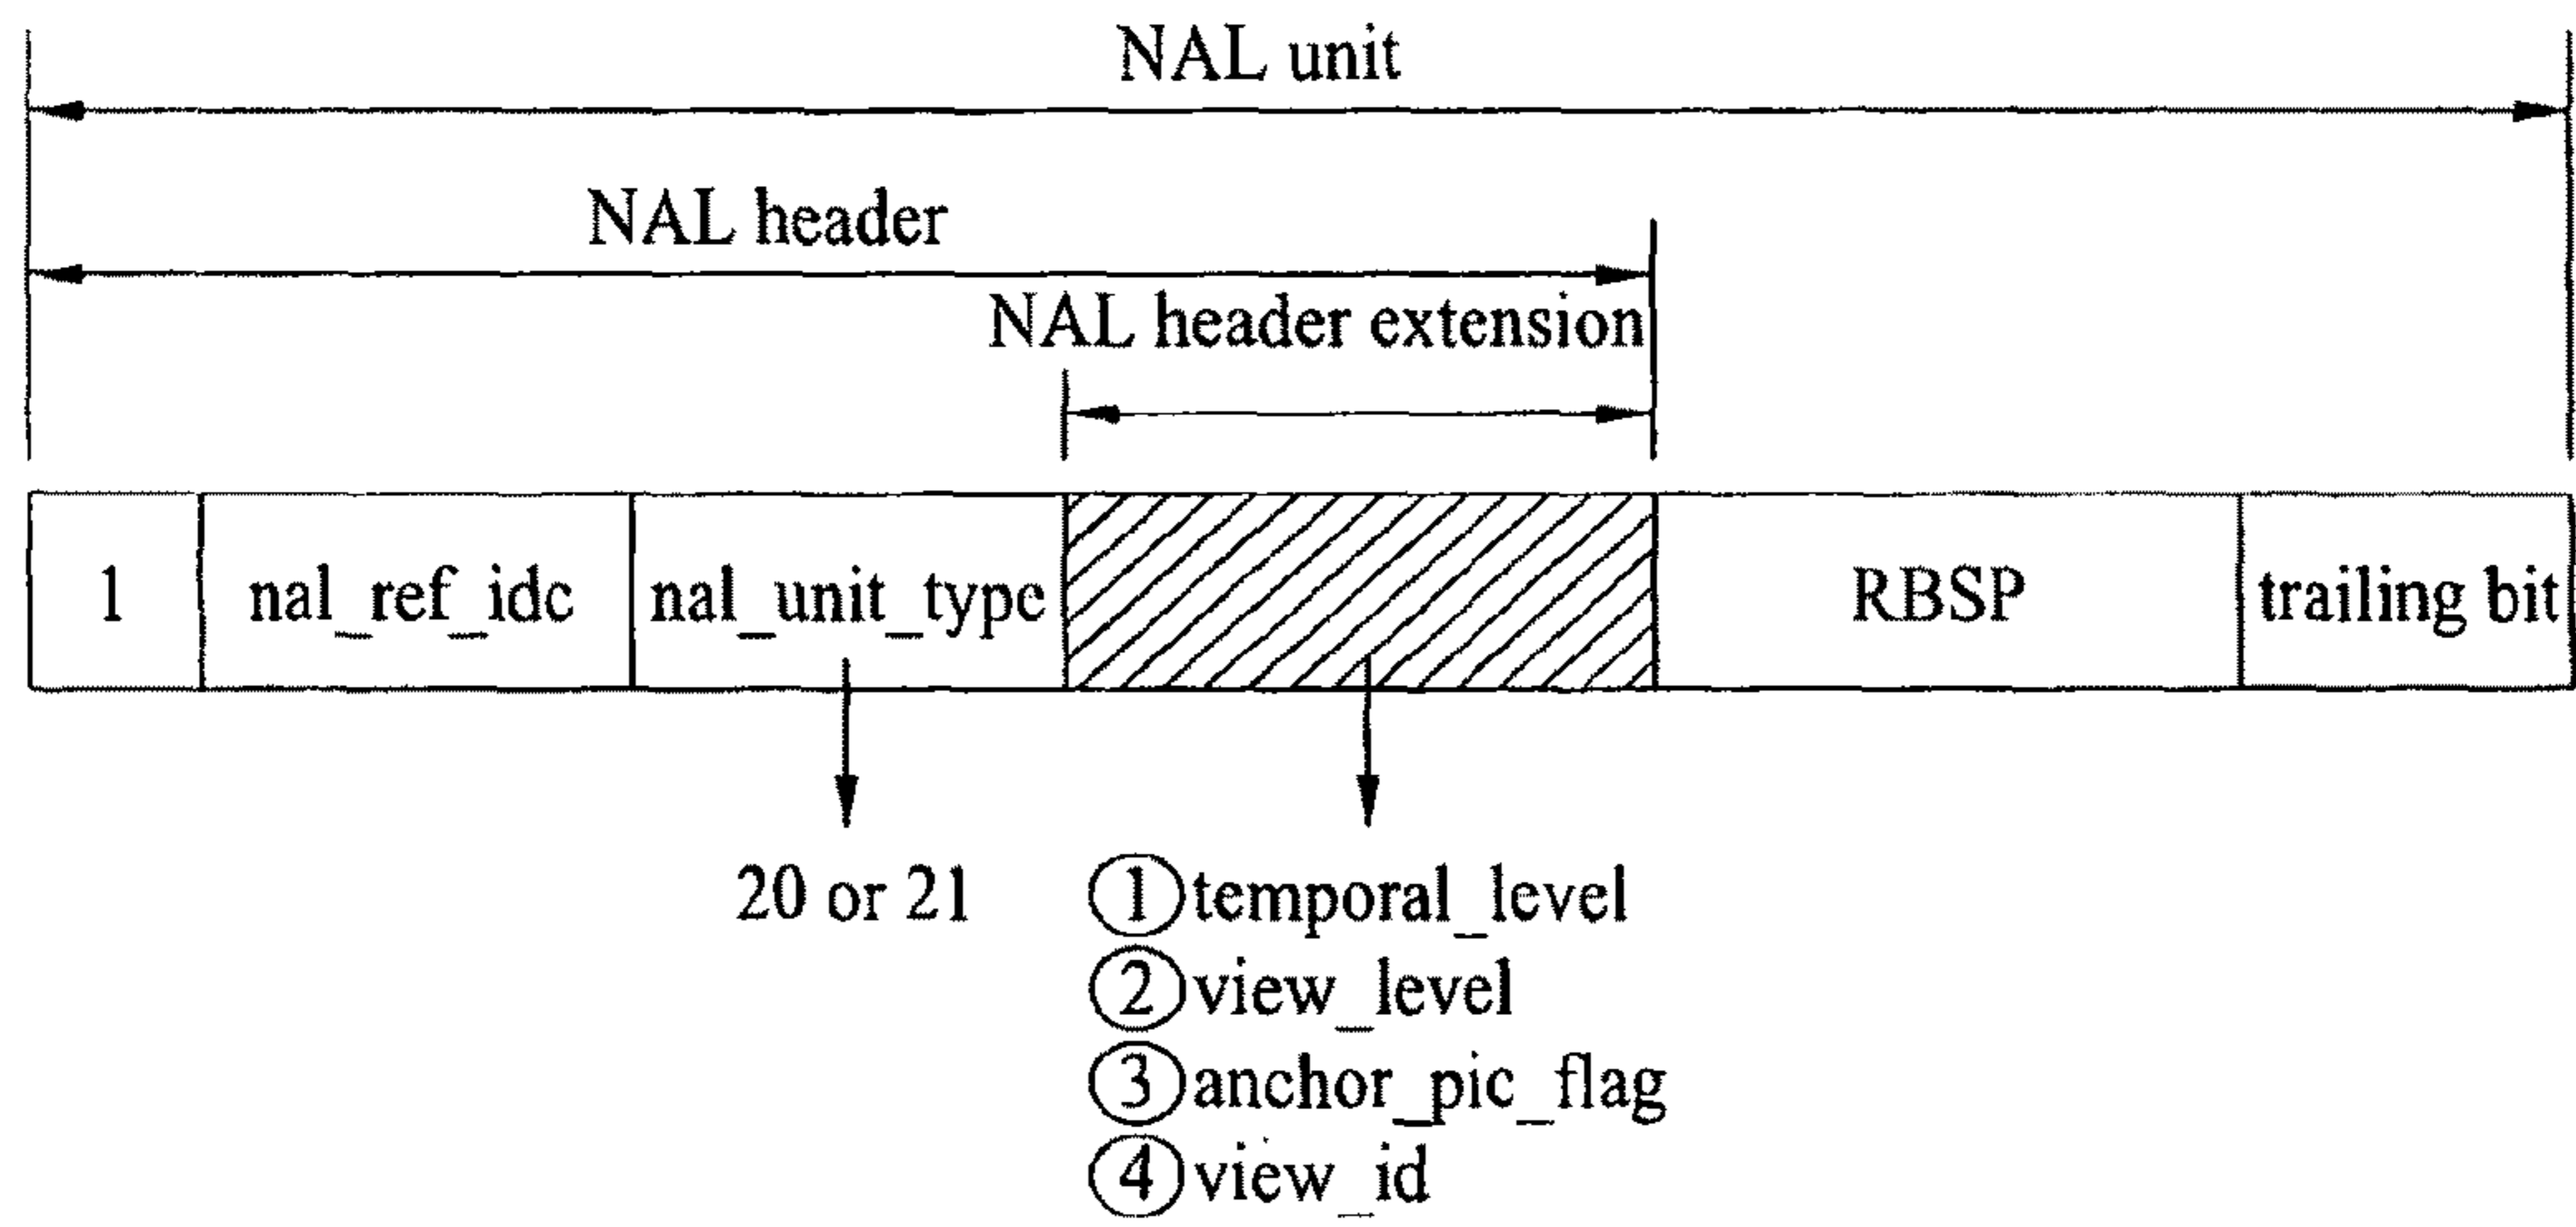 NAL unit
NAL header
NAL header extension
1 nal_ref_idc nal_unit_type RBSP trailing bit
20 or 21
①temporal_level
②view_level
③anchor_pic_flag
④view_id